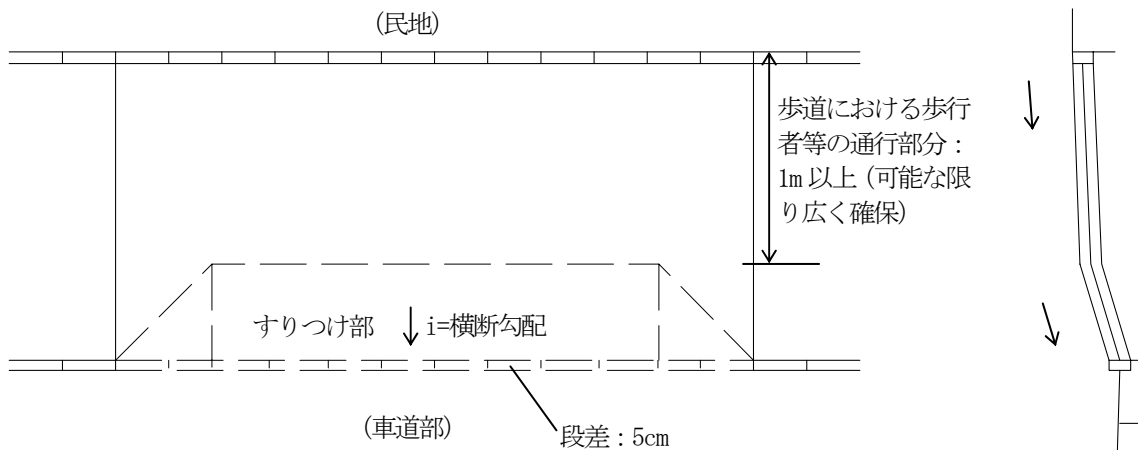 (民地)
歩道における歩行
者等の通行部分：
1m以上（可能な限
り広く確保）
すりつけ部
i=横断勾配
(車道部)
段差：5cm